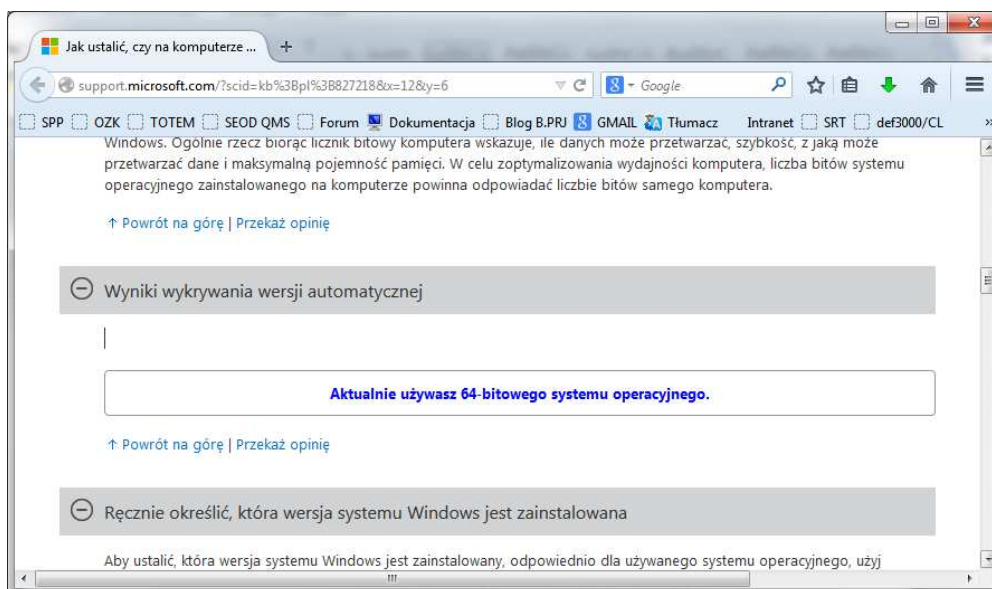 Jak ustalić, czy na komputerze ...
support.microsoft.com/?scid=kb%3Bpl%3B827218&x=12&y=6
Google
SPP OZK TOTEM SEOD QMS Forum Dokumentacja Blog B.PRJ GMAIL Tłumacz Intranet SRT def3000/CL »
Windows. Ogólnie rzecz biorąc licznik bitowy komputera wskazuje, ile danych może przetwarzać, szybkość, z jaką może
przetwarzać dane i maksymalną pojemność pamięci. W celu zoptymalizowania wydajności komputera, liczba bitów systemu
operacyjnego zainstalowanego na komputerze powinna odpowiadać liczbie bitów samego komputera.
↑ Powrót na górę | Przekaż opinię
Wyniki wykrywania wersji automatycznej
Aktualnie używasz 64-bitowego systemu operacyjnego.
↑ Powrót na górę | Przekaż opinię
Ręcznie określić, która wersja systemu Windows jest zainstalowana
Aby ustalić, która wersja systemu Windows jest zainstalowany, odpowiednio dla używanego systemu operacyjnego, użyj